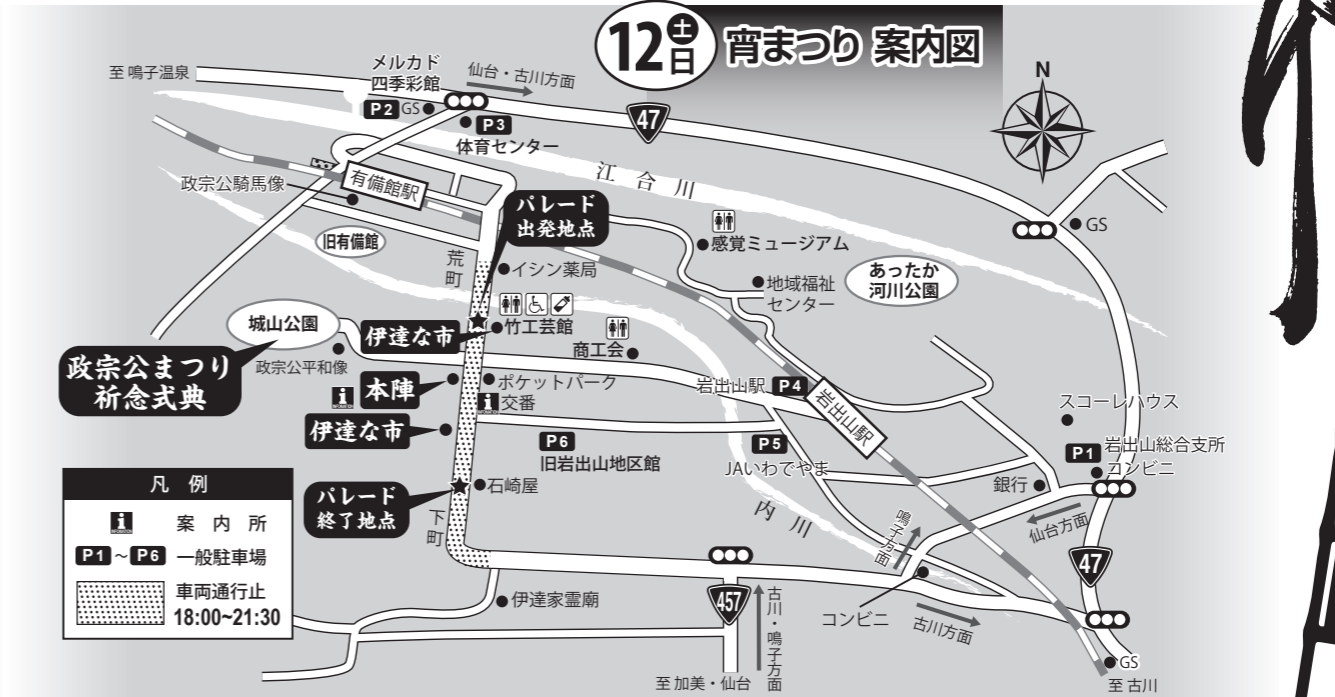 12土日 宵まつり 案内図
至 鳴子温泉
メルカド
四季彩館
仙台・古川方面
P2 GS
P3
体育センター
47
N
江合川
政宗公騎馬像
有備館駅
旧有備館
パレード
出発地点
荒町
イシン薬局
感覚ミュージアム
地域福祉
センター
あったか
河川公園
GS
城山公園
伊達な市
竹工芸館
商工会
政宗公まつり
祈念式典
政宗公平和像
i
INFORMATION
本陣
ポケットパーク
i
INFORMATION
交番
岩出山駅 P4
岩出山駅
スコーレハウス
伊達な市
P6
旧岩出山地区館
P5
JAいわでやま
P1 岩出山総合支所
コンビニ
銀行
石崎屋
パレード
終了地点
下町
内川
鳴子方面
仙台方面
47
凡例
i
INFORMATION
案内所
P1~P6 一般駐車場
車両通行止
18:00~21:30
伊達家霊廟
457
古川・鳴子方面
コンビニ
古川方面
至 加美・仙台
GS
至 古川